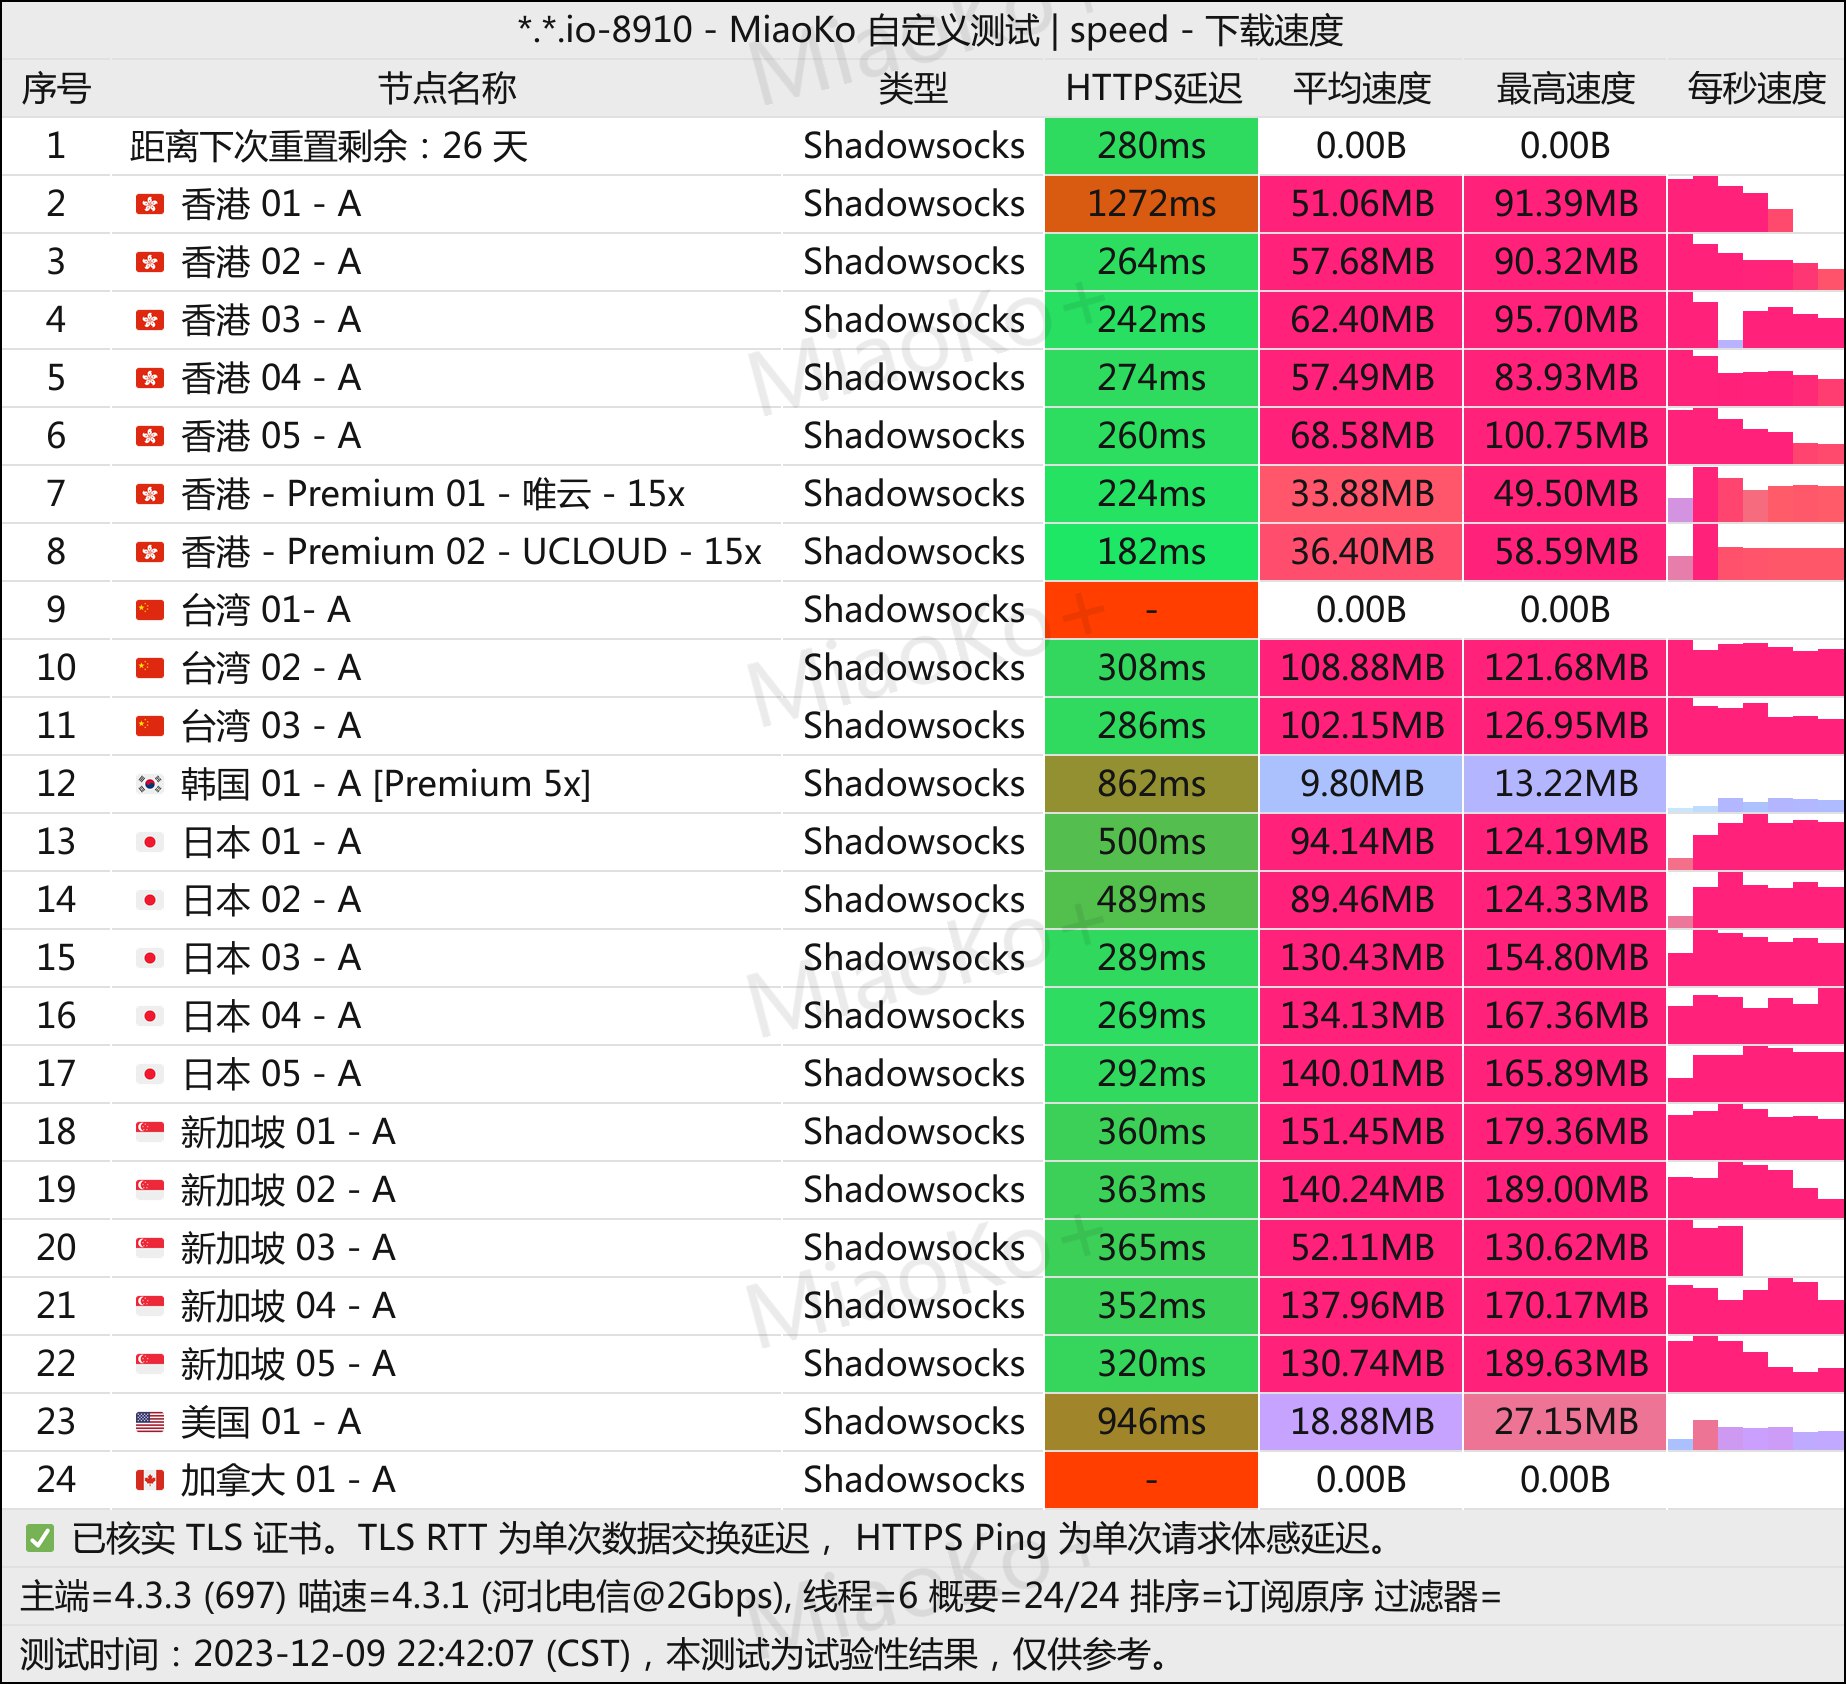 *.*.io-8910 - MiaoKo 自定义测试 | speed - 下载速度
序号 节点名称 类型 HTTPS延迟 平均速度 最高速度 每秒速度
1 距离下次重置剩余：26 天 Shadowsocks 280ms 0.00B 0.00B
2 香港 01 - A Shadowsocks 1272ms 51.06MB 91.39MB
3 香港 02 - A Shadowsocks 264ms 57.68MB 90.32MB
4 香港 03 - A Shadowsocks 242ms 62.40MB 95.70MB
5 香港 04 - A Shadowsocks 274ms 57.49MB 83.93MB
6 香港 05 - A Shadowsocks 260ms 68.58MB 100.75MB
7 香港 - Premium 01 - 唯云 - 15x Shadowsocks 224ms 33.88MB 49.50MB
8 香港 - Premium 02 - UCLOUD - 15x Shadowsocks 182ms 36.40MB 58.59MB
9 台湾 01- A Shadowsocks - 0.00B 0.00B
10 台湾 02 - A Shadowsocks 308ms 108.88MB 121.68MB
11 台湾 03 - A Shadowsocks 286ms 102.15MB 126.95MB
12 韩国 01 - A [Premium 5x] Shadowsocks 862ms 9.80MB 13.22MB
13 日本 01 - A Shadowsocks 500ms 94.14MB 124.19MB
14 日本 02 - A Shadowsocks 489ms 89.46MB 124.33MB
15 日本 03 - A Shadowsocks 289ms 130.43MB 154.80MB
16 日本 04 - A Shadowsocks 269ms 134.13MB 167.36MB
17 日本 05 - A Shadowsocks 292ms 140.01MB 165.89MB
18 新加坡 01 - A Shadowsocks 360ms 151.45MB 179.36MB
19 新加坡 02 - A Shadowsocks 363ms 140.24MB 189.00MB
20 新加坡 03 - A Shadowsocks 365ms 52.11MB 130.62MB
21 新加坡 04 - A Shadowsocks 352ms 137.96MB 170.17MB
22 新加坡 05 - A Shadowsocks 320ms 130.74MB 189.63MB
23 美国 01 - A Shadowsocks 946ms 18.88MB 27.15MB
24 加拿大 01 - A Shadowsocks - 0.00B 0.00B
✅ 已核实 TLS 证书。TLS RTT 为单次数据交换延迟， HTTPS Ping 为单次请求体感延迟。
主端=4.3.3 (697) 喵速=4.3.1 (河北电信@2Gbps), 线程=6 概要=24/24 排序=订阅原序 过滤器=
测试时间：2023-12-09 22:42:07 (CST)，本测试为试验性结果，仅供参考。
MiaoKo+
MiaoKo+
MiaoKo+
MiaoKo+
MiaoKo+
MiaoKo+